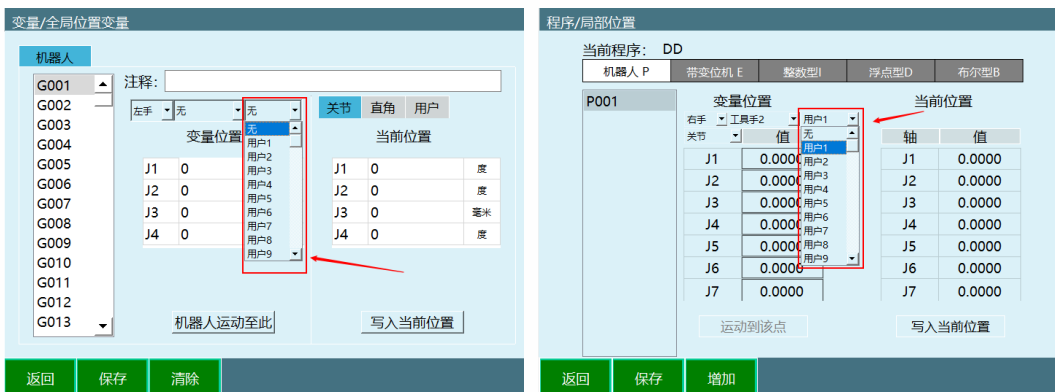 变量/全局位置变量
机器人
G001
G002
G003
G004
G005
G006
G007
G008
G009
G010
G011
G012
G013
注释:
左手 无 无
变量位置
无
用户1
用户2
用户3
用户4
用户5
用户6
用户7
用户8
用户9
J1 0
J2 0
J3 0
J4 0
关节 直角 用户
当前位置
J1 0 度
J2 0 度
J3 0 毫米
J4 0 度
机器人运动至此
写入当前位置
返回 保存 清除
程序/局部位置
当前程序: DD
机器人 P 带变位机 E 整数型I 浮点型D 布尔型B
P001
变量位置
右手 工具手2 用户1
关节 值
无
用户1
用户2
用户3
用户4
用户5
用户6
用户7
用户8
用户9
J1 0.0000
J2 0.0000
J3 0.0000
J4 0.0000
J5 0.0000
J6 0.0000
J7 0.0000
当前位置
轴 值
J1 0.0000
J2 0.0000
J3 0.0000
J4 0.0000
J5 0.0000
J6 0.0000
J7 0.0000
运动到该点
写入当前位置
返回 保存 增加